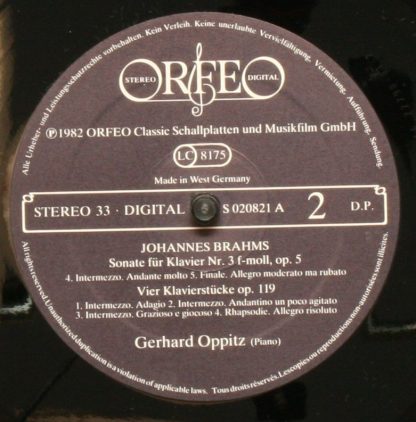 Alle Urheber- und Leistungsschutzrechte vorbehalten. Kein Verleih. Keine unerlaubte Vervielfältigung, Vermietung, Aufführung, Sendung.
STEREO ORFEO DIGITAL
Ⓟ1982 ORFEO Classic Schallplatten und Musikfilm GmbH
LC 8175
Made in West Germany
STEREO 33 · DIGITAL S 020821 A 2 D.P.
JOHANNES BRAHMS
Sonate für Klavier Nr. 3 f-moll, op. 5
4. Intermezzo. Andante molto 5. Finale. Allegro moderato ma rubato
Vier Klavierstücke op. 119
1. Intermezzo. Adagio 2. Intermezzo. Andantino un poco agitato
3. Intermezzo. Grazioso e giocoso 4. Rhapsodie. Allegro risoluto
Gerhard Oppitz (Piano)
All rights reserved. Unauthorized duplication is a violation of applicable laws. Tous droits réservés. Les copies ou reproductions non-autorisées sont illicites.